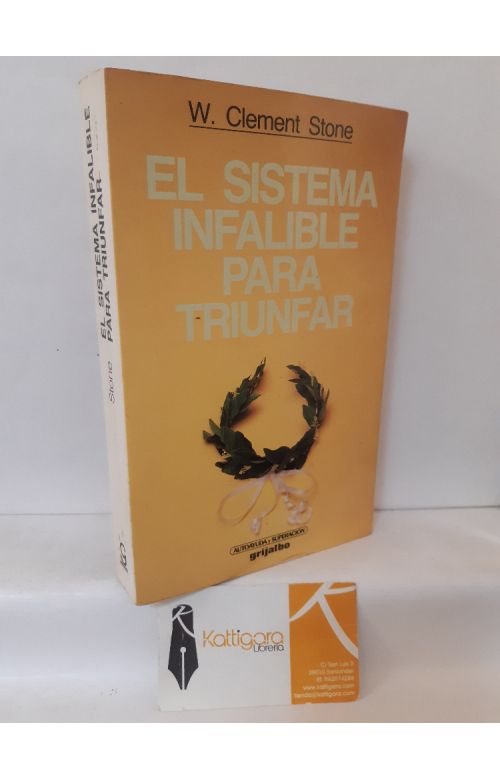 W. Clement Stone
EL SISTEMA
INFALIBLE
PARA
TRIUNFAR
AUTOAYUDA Y SUPERACIÓN
grijalbo
Stone
EL SISTEMA INFALIBLE
PARA TRIUNFAR
Kattigara
Librería
www.kattigara.com
tienda@kattigara.com